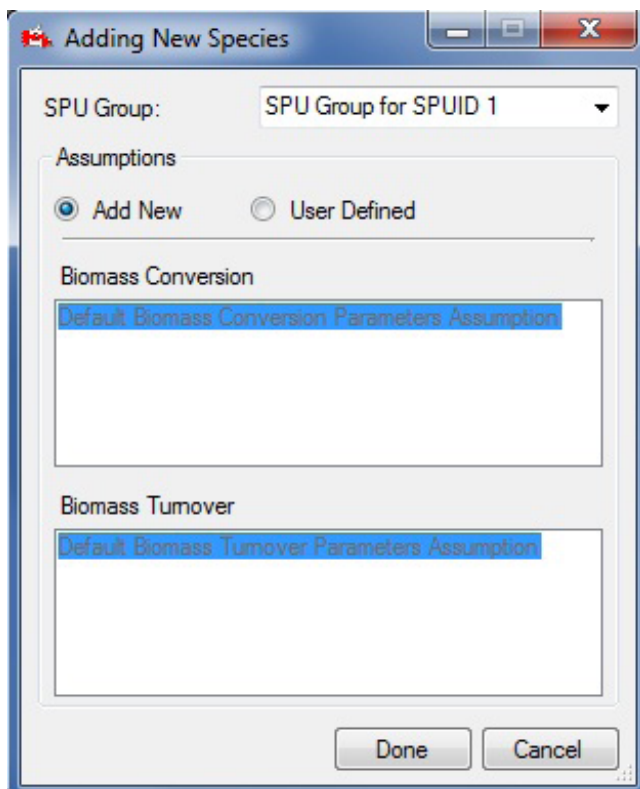 Adding New Species
SPU Group: SPU Group for SPUID 1
Assumptions
Add New User Defined
Biomass Conversion
Default Biomass Conversion Parameters Assumption
Biomass Turnover
Default Biomass Turnover Parameters Assumption
Done Cancel